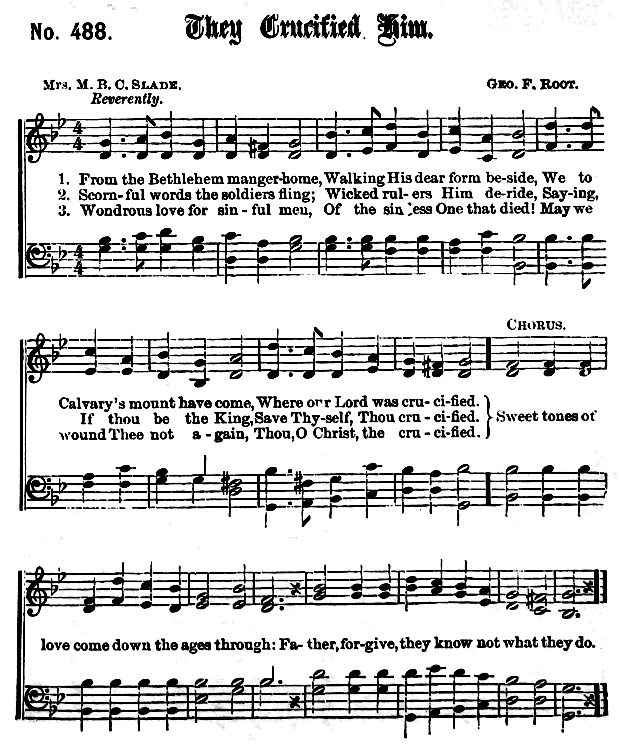 No. 488. They Crucified Him.
Mrs. M. B. C. Slade. Geo. F. Root.
Reverently.
1. From the Bethlehem manger-home, Walking His dear form be-side, We to
2. Scorn-ful words the soldiers fling; Wicked rul-ers Him de-ride, Say-ing,
3. Wondrous love for sin-ful men, Of the sinless One that died! May we
Chorus.
Calvary's mount have come, Where our Lord was cru-ci-fied.
If thou be the King, Save Thy-self, Thou cru-ci-fied. Sweet tones of
wound Thee not a-gain, Thou, O Christ, the cru-ci-fied.
love come down the ages through: Fa-ther, for-give, they know not what they do.